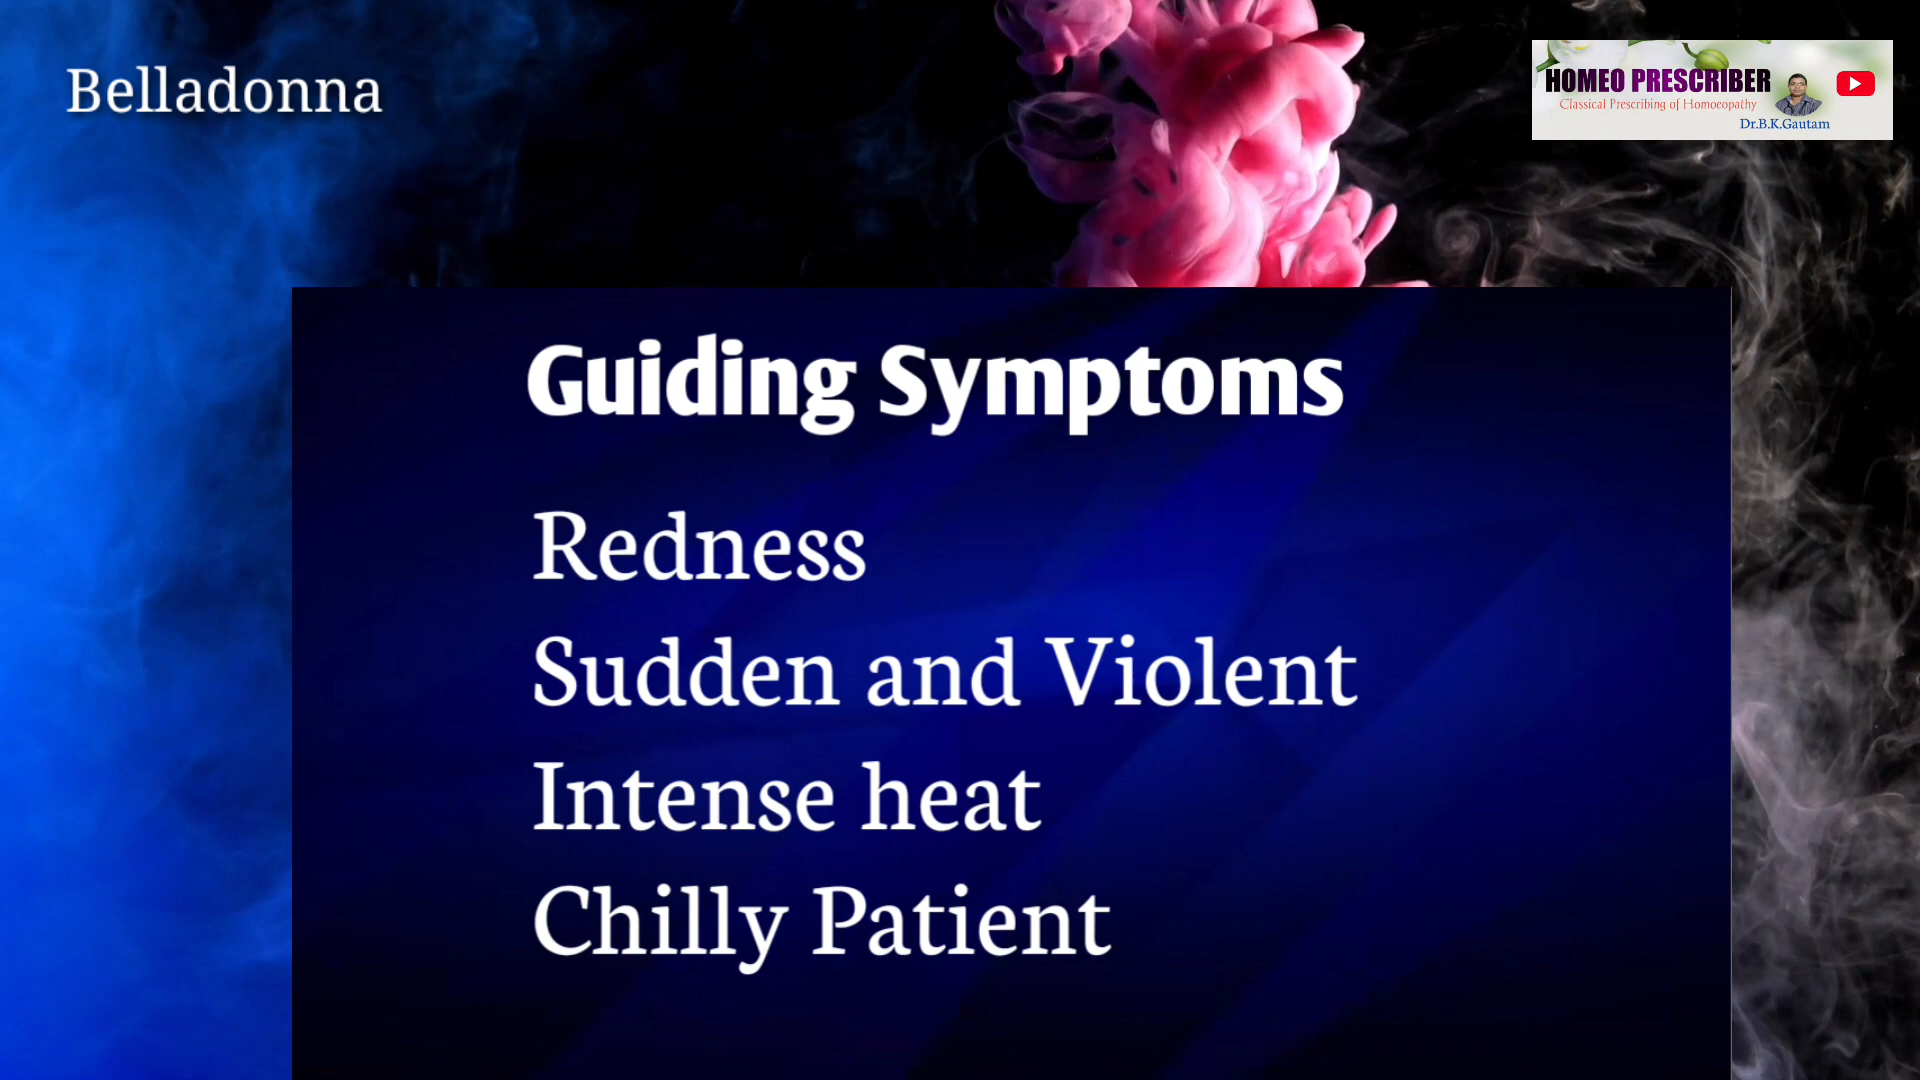 Belladonna
HOMEO PRESCRIBER
Classical Prescribing of Homoeopathy
Dr.B.K.Gautam
Guiding Symptoms
Redness
Sudden and Violent
Intense heat
Chilly Patient